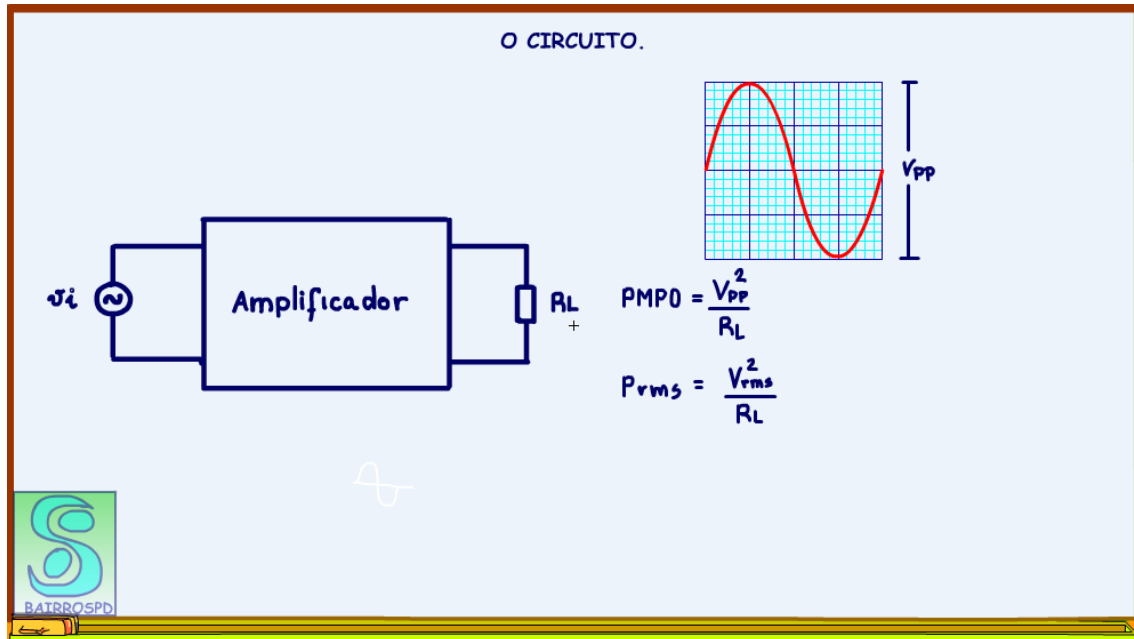 O CIRCUITO.
VPP
vi
Amplificador
RL
PMPO = VPP²
RL
Prms = Vrms²
RL
BAIRROSPD